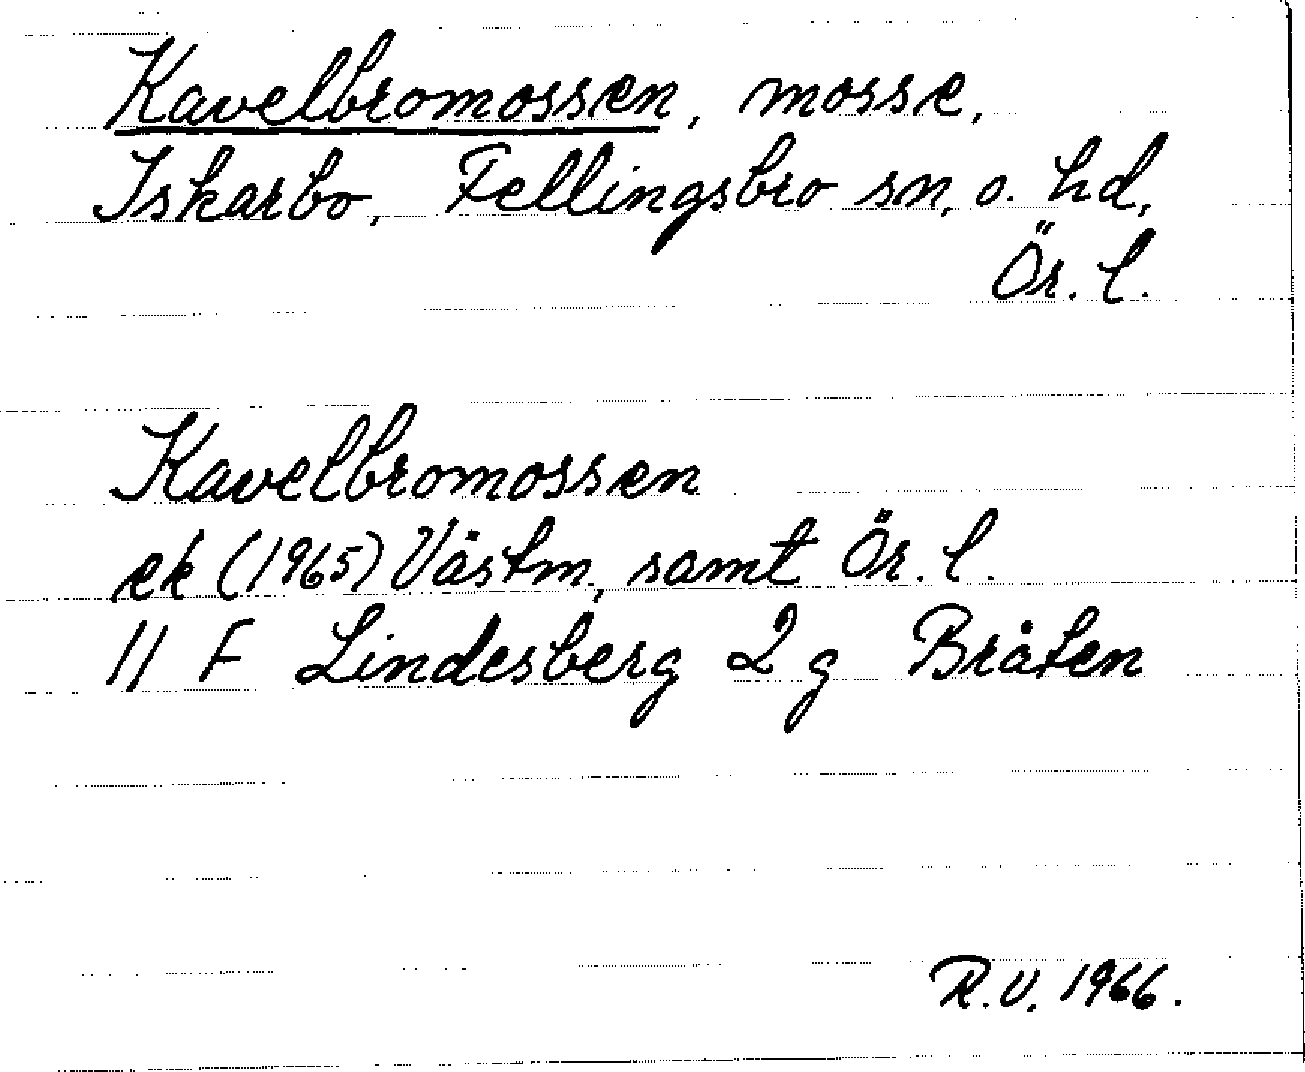 Kavelbromossen, mosse,
Iskarbo, Fellingsbro sn, o. hd,
Ör. l.
Kavelbromossen
ek (1965) Västm, samt Ör. l.
11 F Lindesberg 2 g Bråten
R.V. 1966.